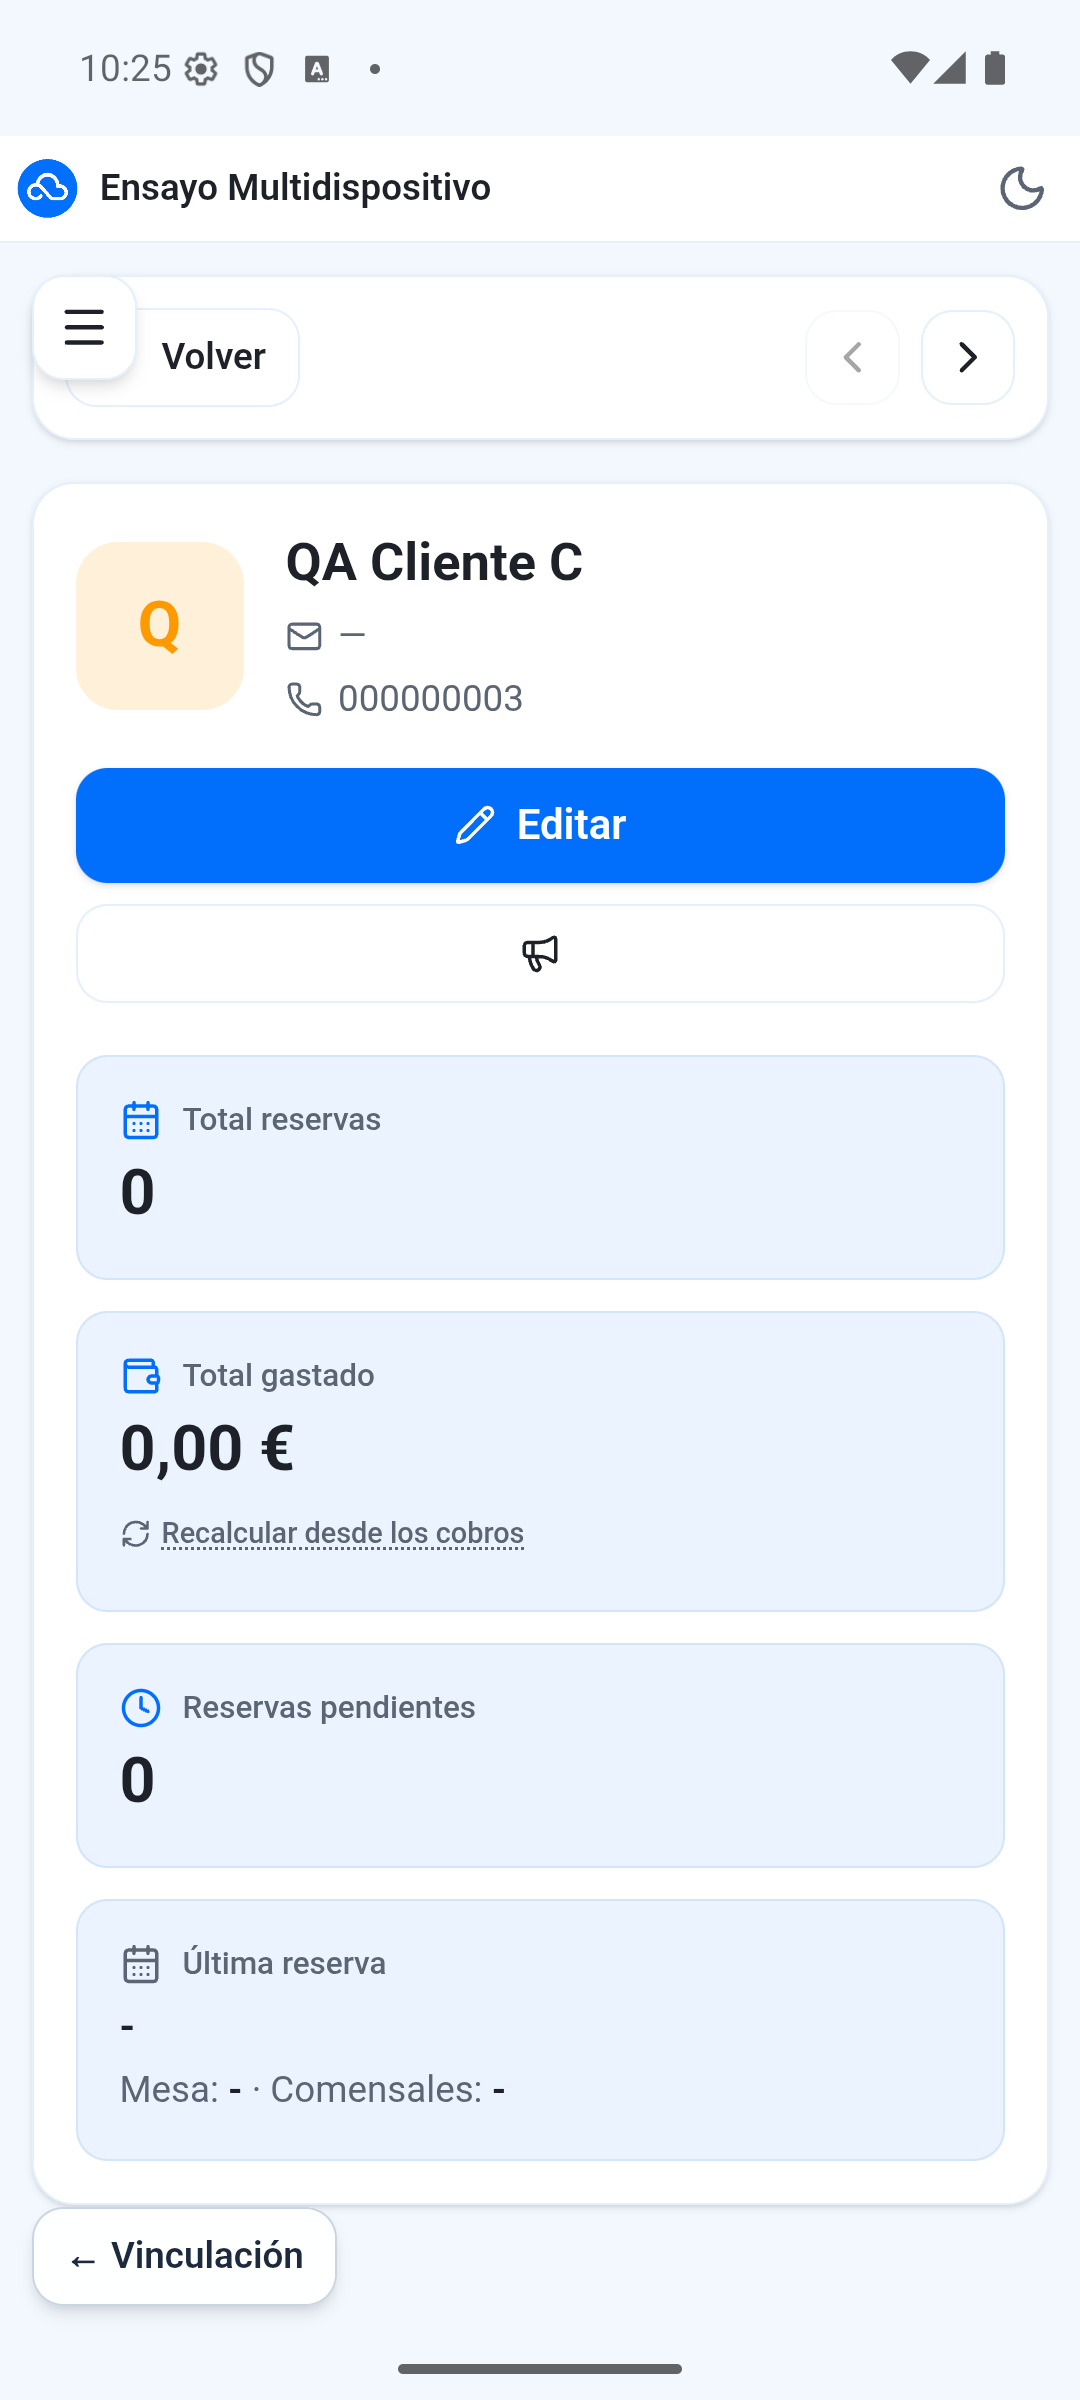 10:25
Ensayo Multidispositivo
Volver
Q
QA Cliente C
—
000000003
Editar
Total reservas
0
Total gastado
0,00 €
Recalcular desde los cobros
Reservas pendientes
0
Última reserva
-
Mesa: - · Comensales: -
← Vinculación